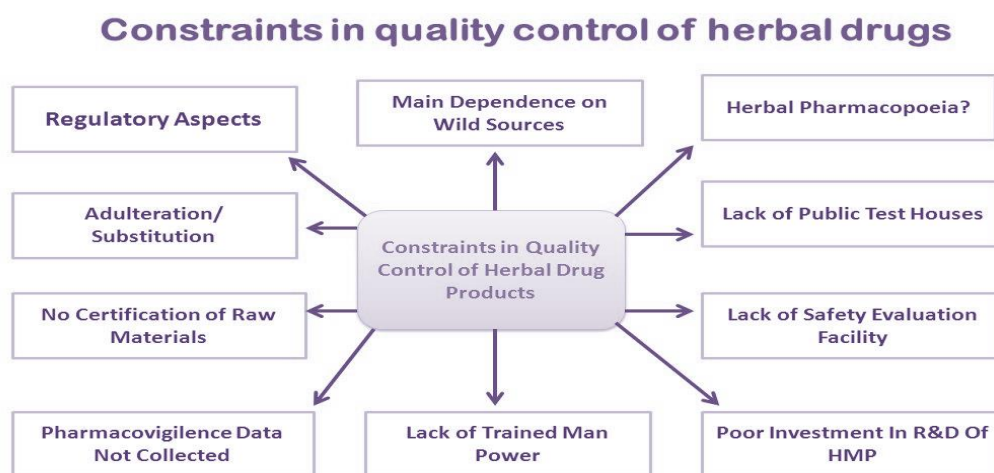 Constraints in quality control of herbal drugs
Regulatory Aspects
Main Dependence on
Wild Sources
Herbal Pharmacopoeia?
Adulteration/
Substitution
Constraints in Quality
Control of Herbal Drug
Products
Lack of Public Test Houses
No Certification of Raw
Materials
Lack of Safety Evaluation
Facility
Pharmacovigilence Data
Not Collected
Lack of Trained Man
Power
Poor Investment In R&D Of
HMP